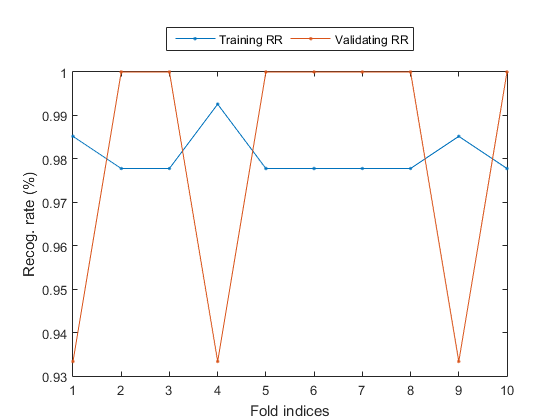 Training RR Validating RR
1
0.99
0.98
0.97
0.96
0.95
0.94
0.93
Recog. rate (%)
1 2 3 4 5 6 7 8 9 10
Fold indices